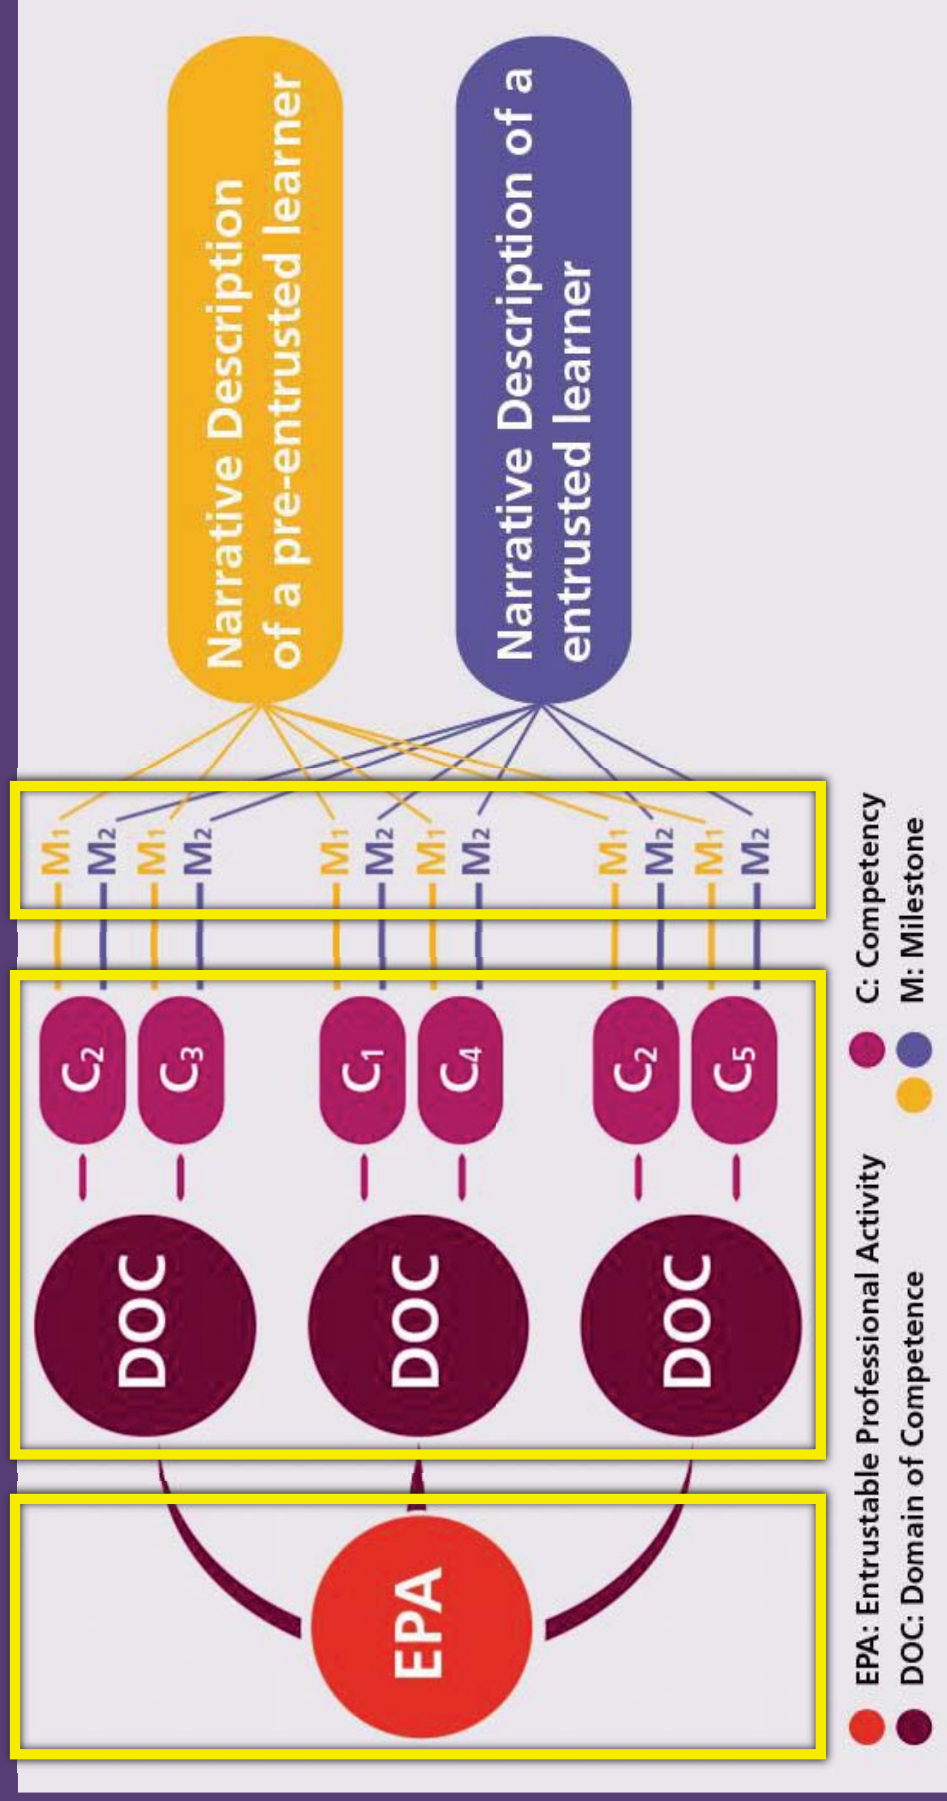 EPA
DOC
C2
M1
M2
C3
M1
M2
DOC
C1
M1
M2
C4
M1
M2
DOC
C2
M1
M2
C5
M1
M2
Narrative Description
of a pre-entrusted learner
Narrative Description of a
entrusted learner
EPA: Entrustable Professional Activity
C: Competency
DOC: Domain of Competence
M: Milestone